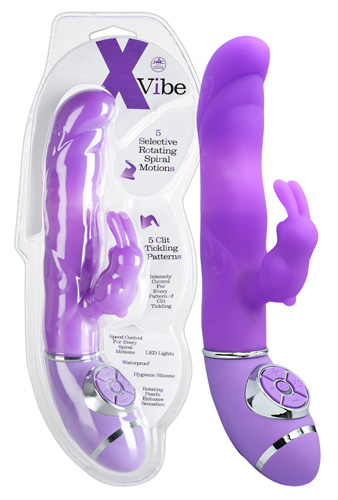 X Vibe
5
Selective
Rotating
Spiral
Motions
5 Clit
Tickling
Patterns
Intensity
Control
For
Every
Pattern of
Clit
Tickling
Speed Control
For Every
Spiral
Motions
LED Lights
Waterproof
Hygienic Silicone
Rotating
Pearls
Enhance
Sensation